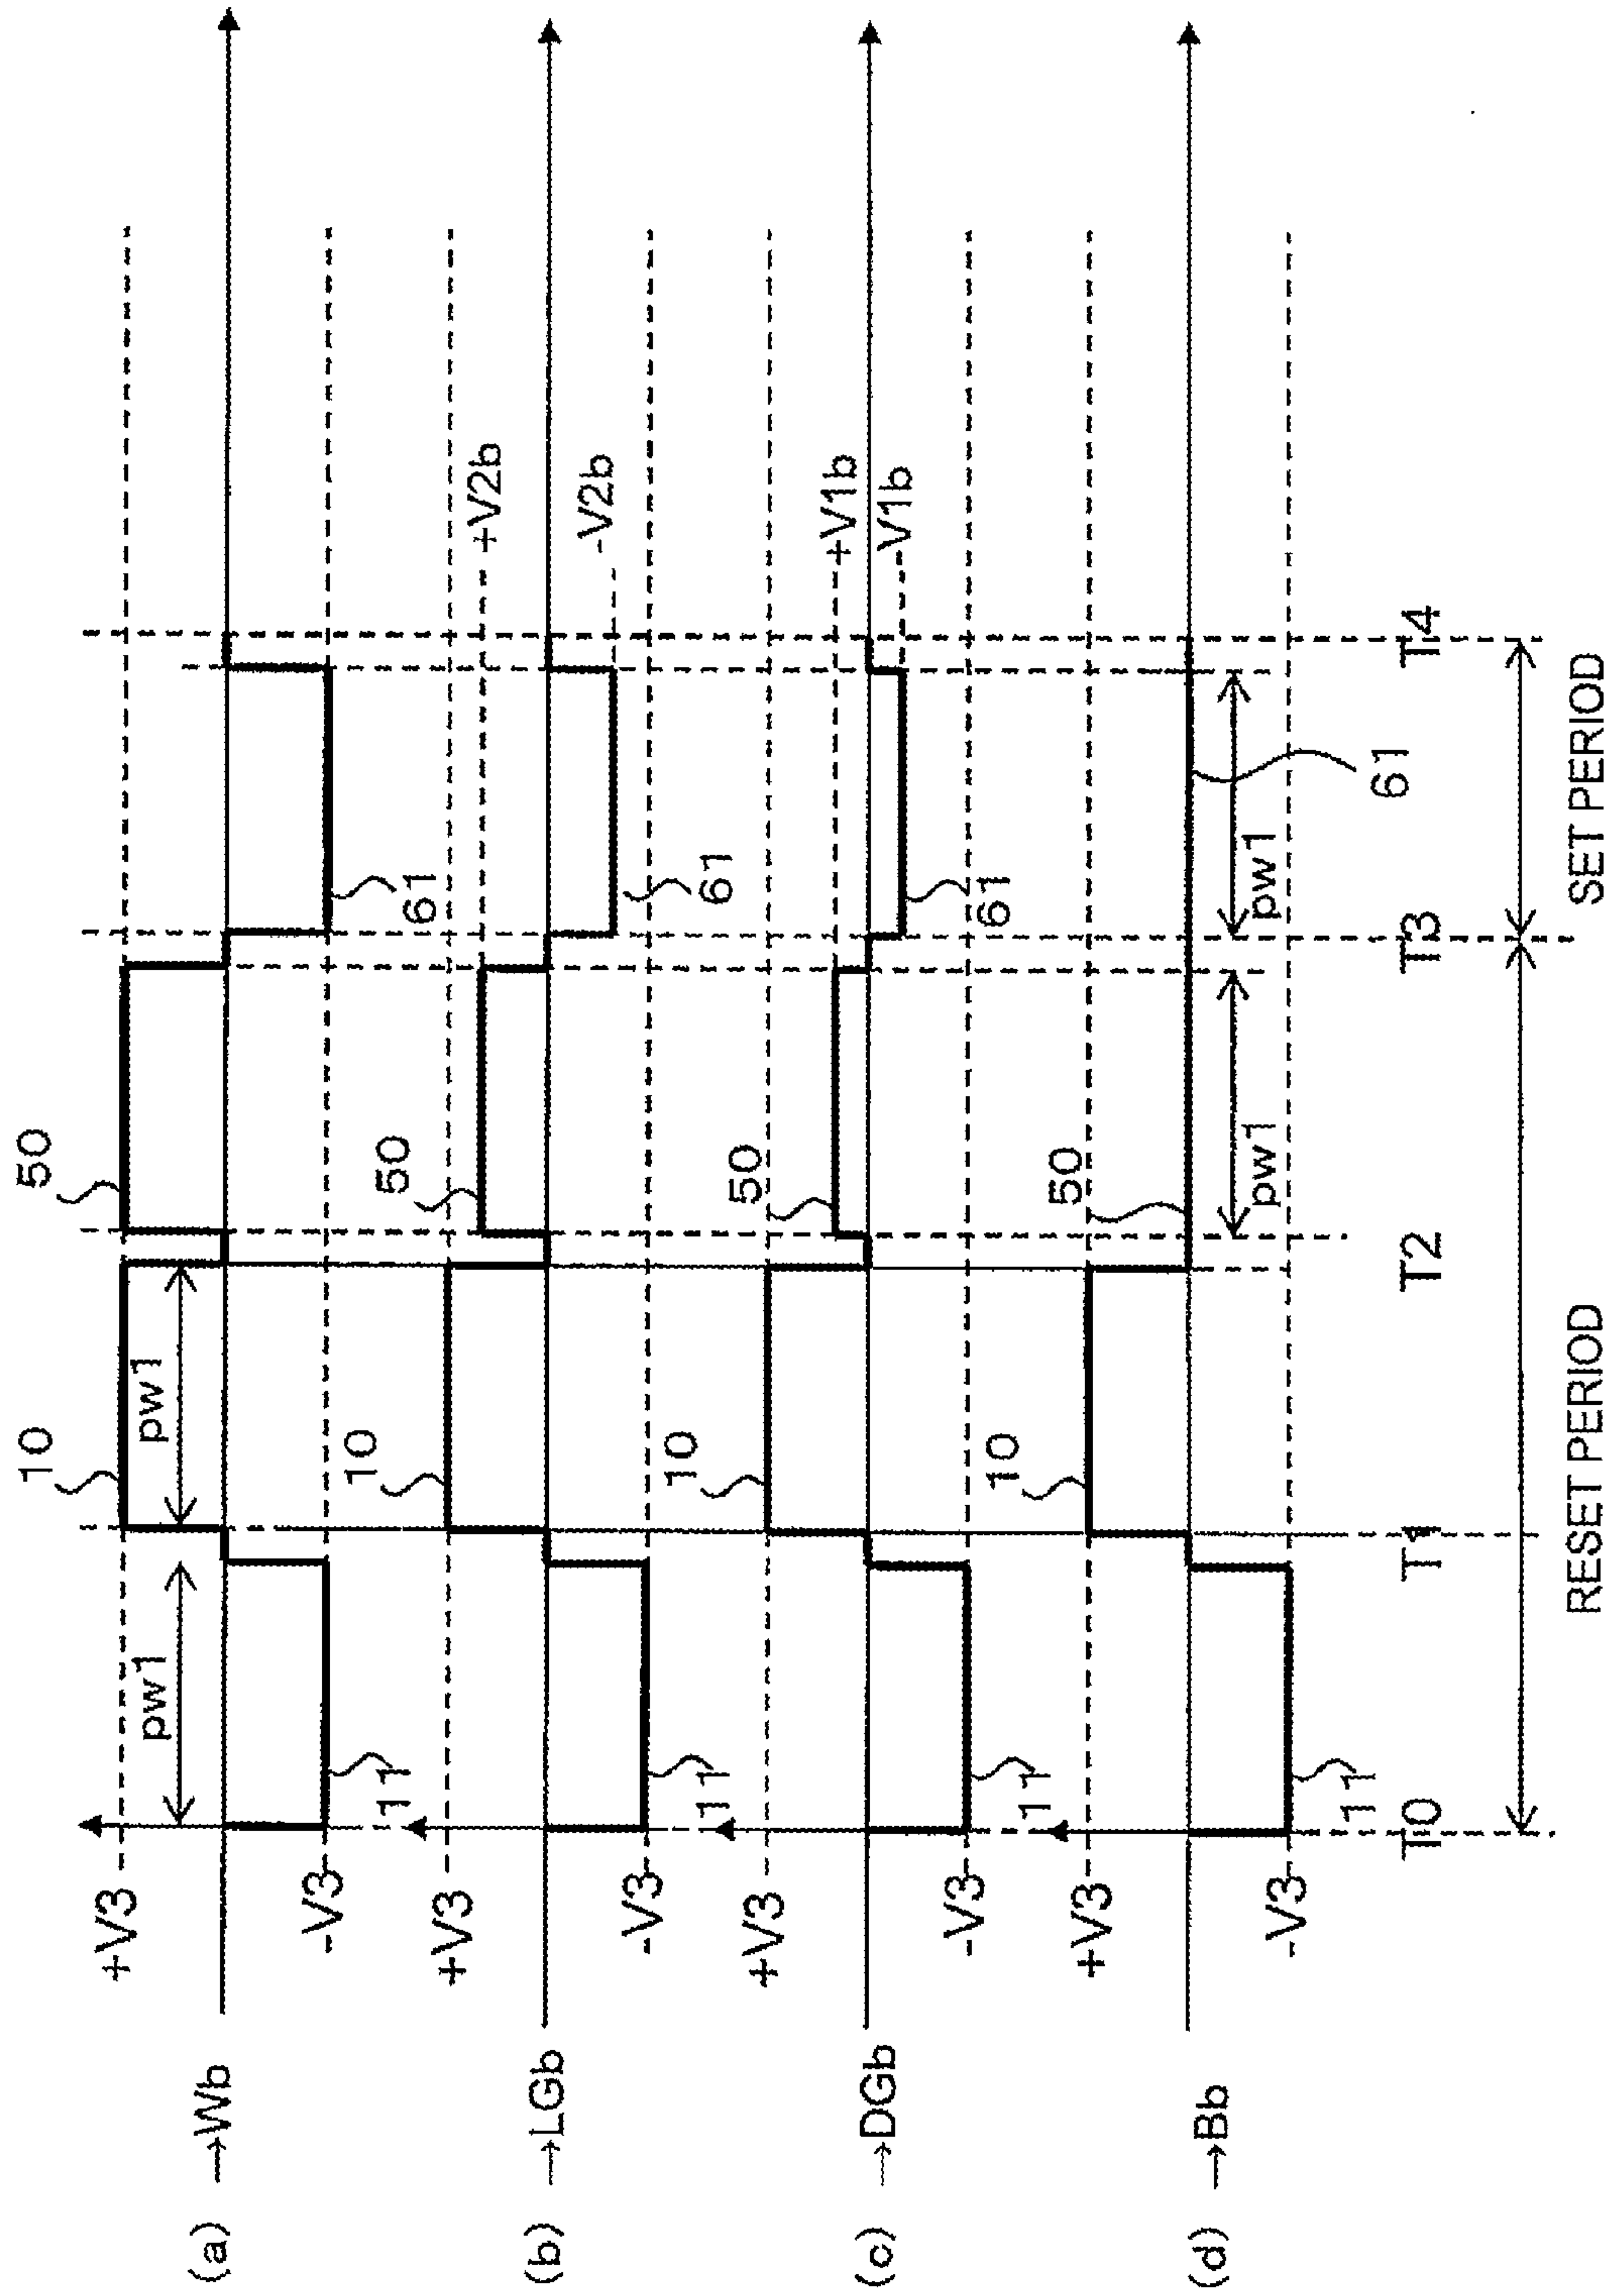 (a) →Wb
+V3
-V3
pw1
pw1
10
11
50
61
(b) →LGb
+V3
-V3
10
11
50
61
+V2b
-V2b
(c) →DGb
+V3
-V3
10
11
50
61
+V1b
-V1b
(d) →Bb
+V3
-V3
10
11
50
61
pw1
pw1
T0
T1
T2
T3
T4
RESET PERIOD
SET PERIOD